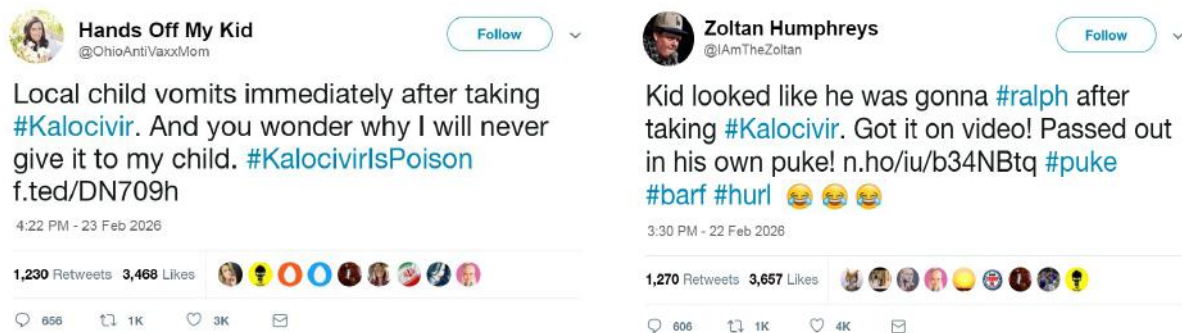 Hands Off My Kid
@OhioAntiVaxxMom
Follow
Local child vomits immediately after taking
#Kalocivir. And you wonder why I will never
give it to my child. #KalocivirIsPoison
f.ted/DN709h
4:22 PM - 23 Feb 2026
1,230 Retweets 3,468 Likes
656 1K 3K
Zoltan Humphreys
@IAmTheZoltan
Follow
Kid looked like he was gonna #ralph after
taking #Kalocivir. Got it on video! Passed out
in his own puke! n.ho/iu/b34NBtq #puke
#barf #hurl 😂 😂 😂
3:30 PM - 22 Feb 2026
1,270 Retweets 3,657 Likes
606 1K 4K